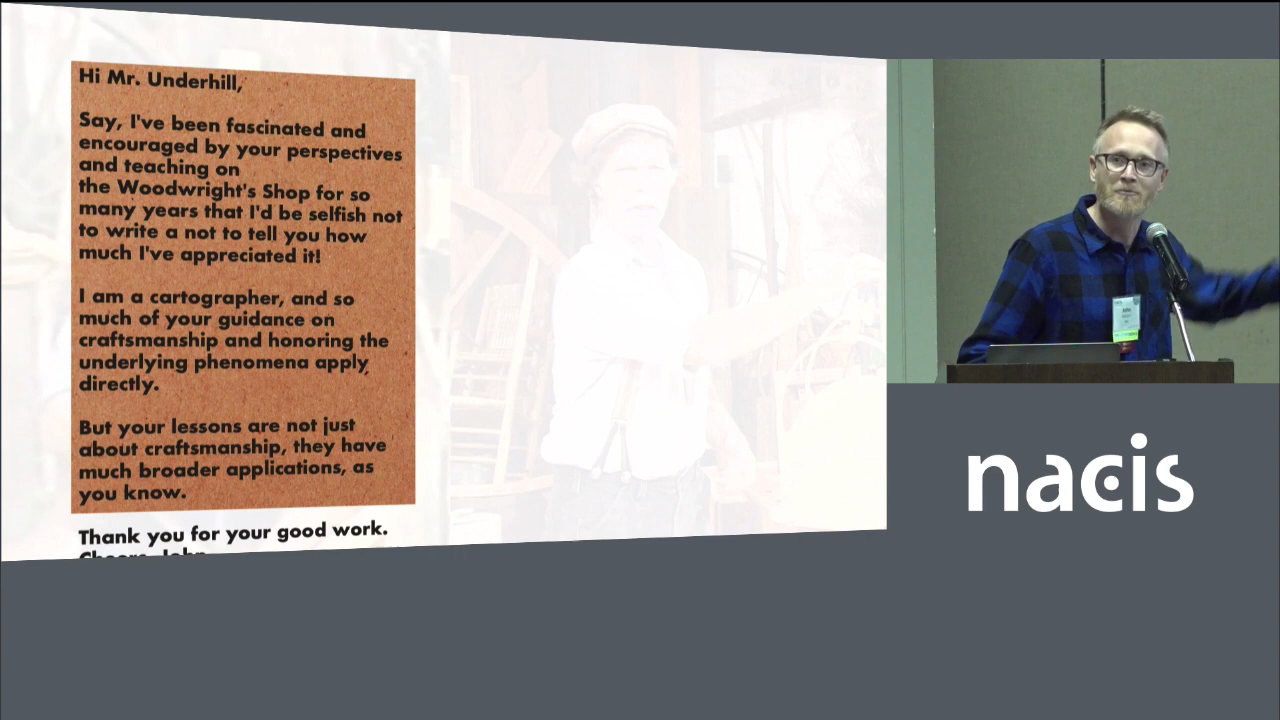 Hi Mr. Underhill,
Say, I've been fascinated and
encouraged by your perspectives
and teaching on
the Woodwright's Shop for so
many years that I'd be selfish not
to write a not to tell you how
much I've appreciated it!
I am a cartographer, and so
much of your guidance on
craftsmanship and honoring the
underlying phenomena apply
directly.
But your lessons are not just
about craftsmanship, they have
much broader applications, as
you know.
Thank you for your good work.
Cheers, John
nacis